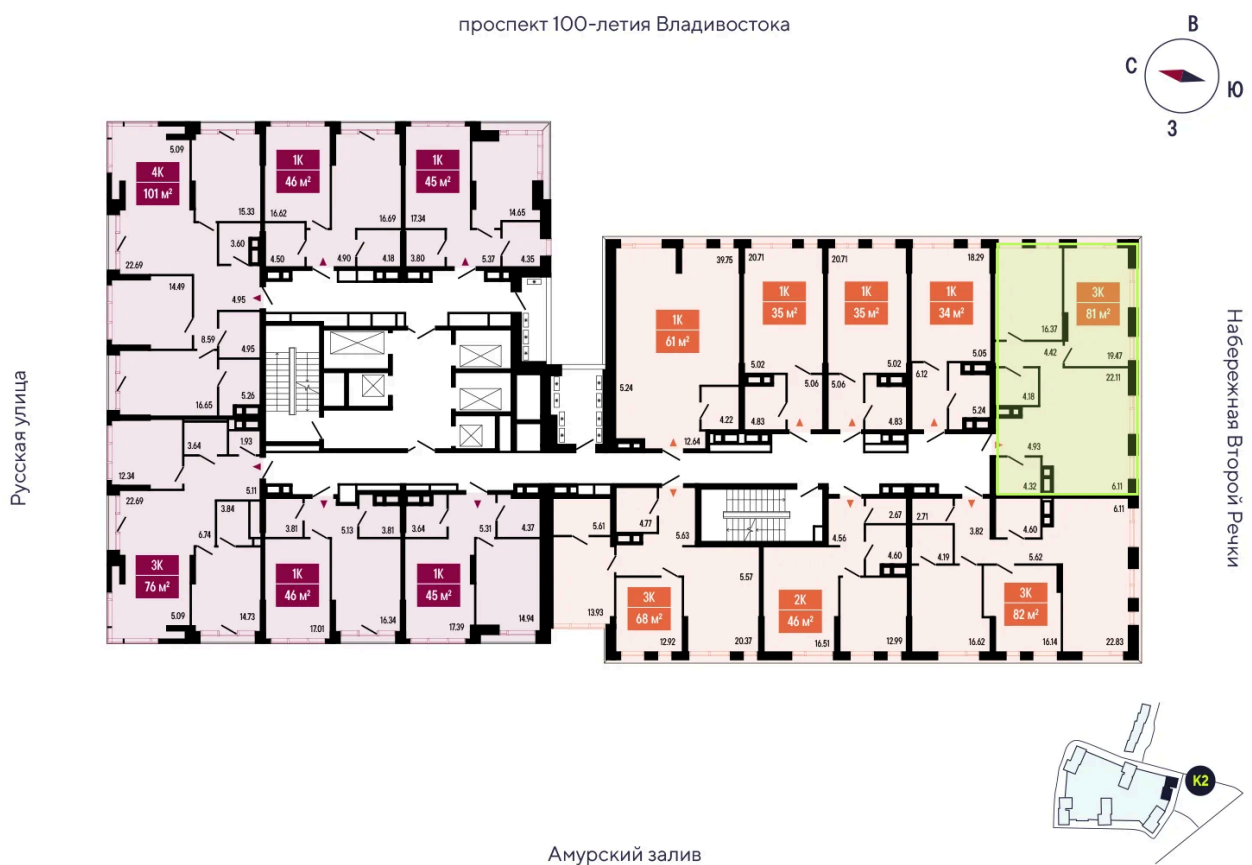 проспект 100-летия Владивостока
В
С
Ю
З
Русская улица
Набережная Второй Речки
5.09
4К
101 м²
15.33
3.60
22.69
14.49
4.95
8.59
4.95
16.65
5.26
1К
46 м²
16.62
16.69
4.50
4.90
4.18
1К
45 м²
17.34
14.65
3.80
5.37
4.35
39.75
1К
61 м²
5.24
4.22
12.64
20.71
1К
35 м²
5.02
5.06
4.83
20.71
1К
35 м²
5.02
5.06
4.83
18.29
1К
34 м²
5.05
6.12
5.24
3К
81 м²
16.37
4.42
19.47
22.11
4.18
4.93
4.32
6.11
3.64
1.93
12.34
22.69
5.11
3.84
6.74
3К
76 м²
5.09
14.73
3.81
5.13
3.81
1К
46 м²
17.01
16.34
3.64
5.31
4.37
1К
45 м²
17.39
14.94
5.61
4.77
5.63
5.57
13.93
3К
68 м²
12.92
20.37
2.67
4.56
4.60
2К
46 м²
16.51
12.99
2.71
3.82
4.60
6.11
4.19
5.62
3К
82 м²
16.62
16.14
22.83
К2
Амурский залив